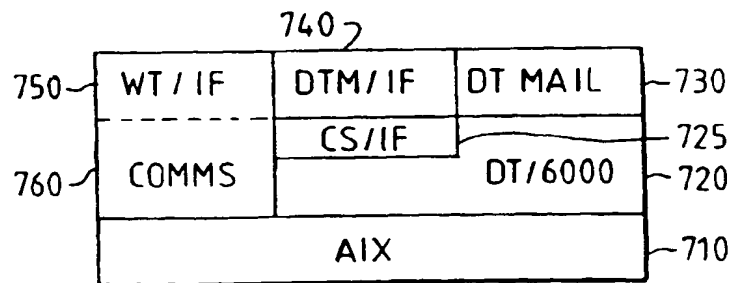 740
750 WT / IF DTM/IF DT MAIL 730
CS/IF 725
760 COMMS DT/6000 720
AIX 710